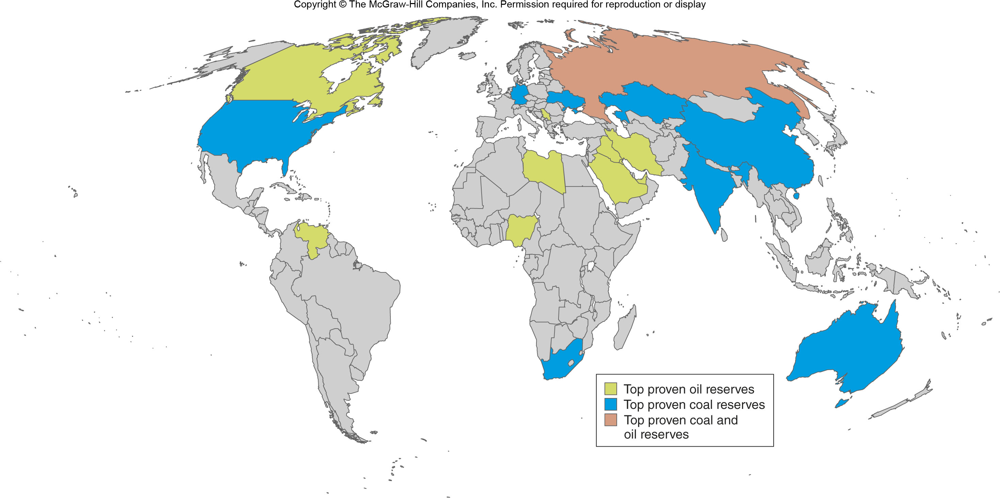 Copyright © The McGraw-Hill Companies, Inc. Permission required for reproduction or display
Top proven oil reserves
Top proven coal reserves
Top proven coal and
oil reserves